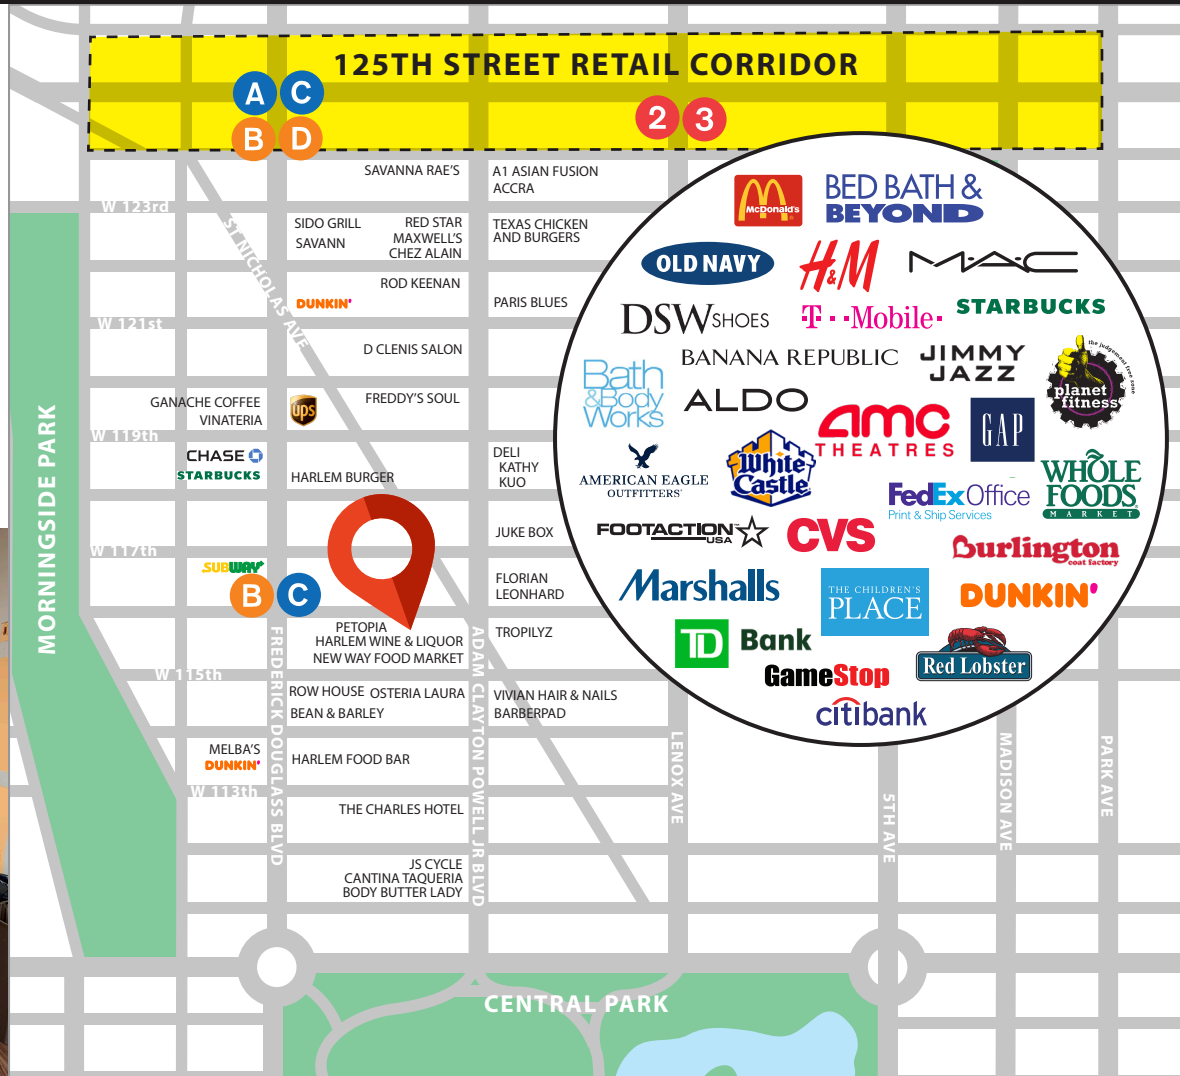 125TH STREET RETAIL CORRIDOR
A C
B D
2 3
SAVANNA RAE'S
A1 ASIAN FUSION
ACCRA
W 123rd
SIDO GRILL
SAVANN
RED STAR
MAXWELL'S
CHEZ ALAIN
TEXAS CHICKEN
AND BURGERS
ST NICHOLAS AVE
ROD KEENAN
DUNKIN'
PARIS BLUES
W 121st
D CLENIS SALON
GANACHE COFFEE
VINATERIA
ups
FREDDY'S SOUL
W 119th
CHASE
STARBUCKS
HARLEM BURGER
DELI
KATHY
KUO
MORNINGSIDE PARK
JUKE BOX
W 117th
SUBWAY
B C
FLORIAN
LEONHARD
PETOPIA
HARLEM WINE & LIQUOR
NEW WAY FOOD MARKET
TROPILYZ
W 115th
ROW HOUSE
OSTERIA LAURA
BEAN & BARLEY
VIVIAN HAIR & NAILS
BARBERPAD
MELBA'S
DUNKIN'
HARLEM FOOD BAR
W 113th
THE CHARLES HOTEL
JS CYCLE
CANTINA TAQUERIA
BODY BUTTER LADY
FREDERICK DOUGLASS BLVD
ADAM CLAYTON POWELL JR BLVD
LENOX AVE
5TH AVE
MADISON AVE
PARK AVE
CENTRAL PARK
McDonald's
BED BATH &
BEYOND
OLD NAVY
H&M
MAC
DSW SHOES
T··Mobile·
STARBUCKS
BANANA REPUBLIC
JIMMY
JAZZ
the judgement free zone
planet
fitness
Bath
&Body
Works
ALDO
amc
THEATRES
GAP
AMERICAN EAGLE
OUTFITTERS
White
Castle
FedEx Office
Print & Ship Services
WHOLE
FOODS
MARKET
FOOTACTION
USA
CVS
Burlington
coat factory
Marshalls
THE CHILDREN'S
PLACE
DUNKIN'
TD Bank
Red Lobster
GameStop
citibank